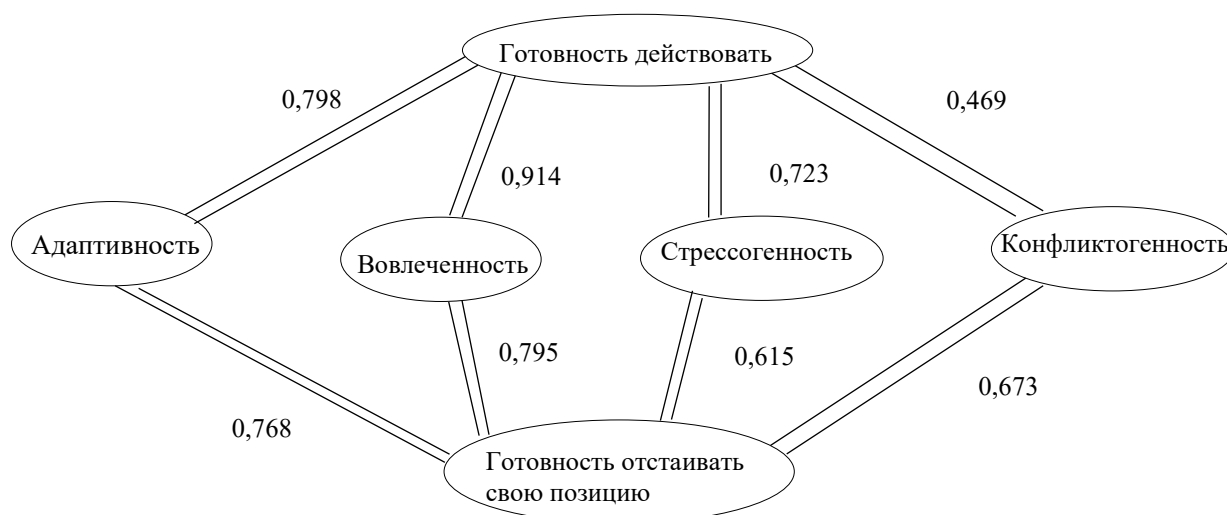 Готовность действовать
0,798
0,469
0,914
0,723
Адаптивность
Вовлеченность
Стрессогенность
Конфликтогенность
0,795
0,615
0,673
0,768
Готовность отстаивать
свою позицию